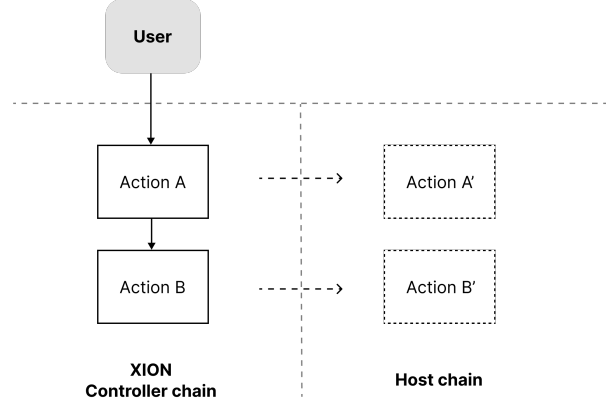 User
Action A
Action A′
Action B
Action B′
XION
Controller chain
Host chain